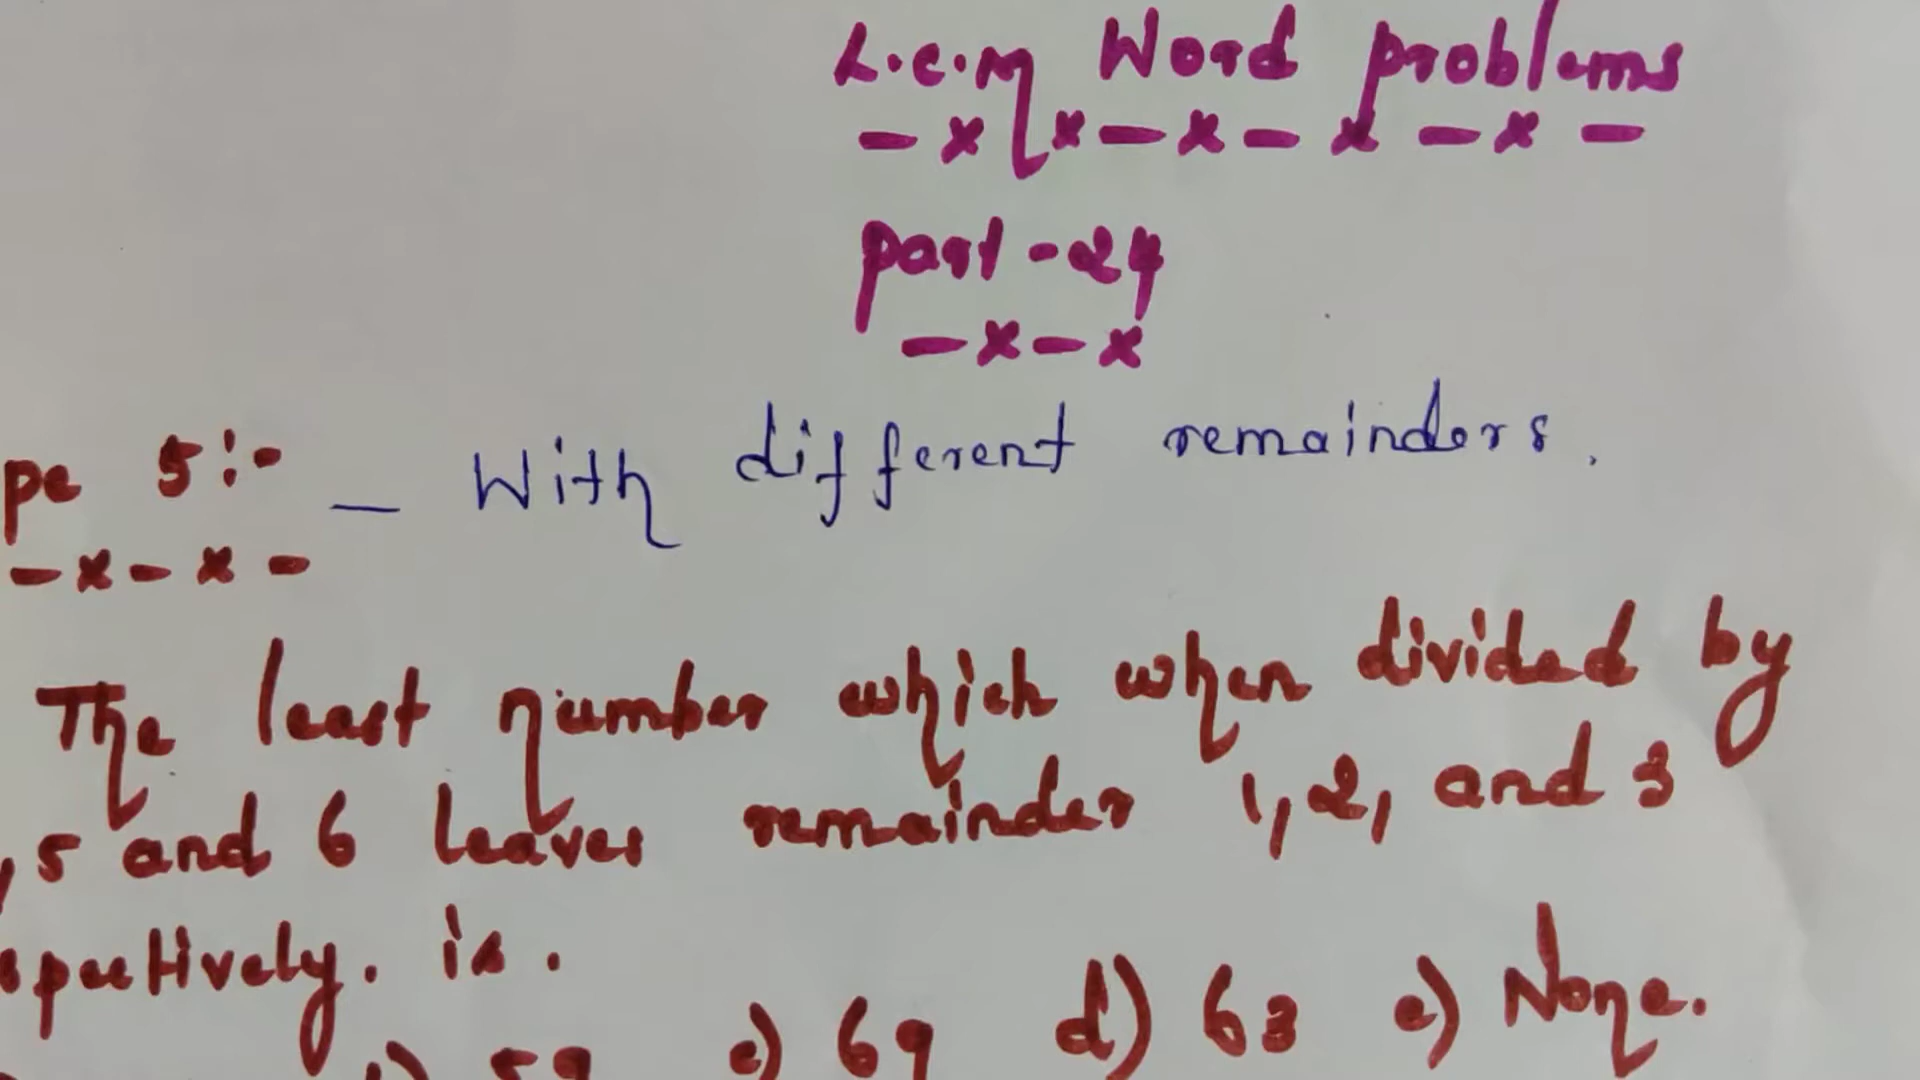 L.C.M Word problems
part-24
pe 5:- - With different remainders.
The least number which when divided by
, 5 and 6 leaves remainder 1, 2, and 3
spectively. is.
c) 69 d) 63 e) None.